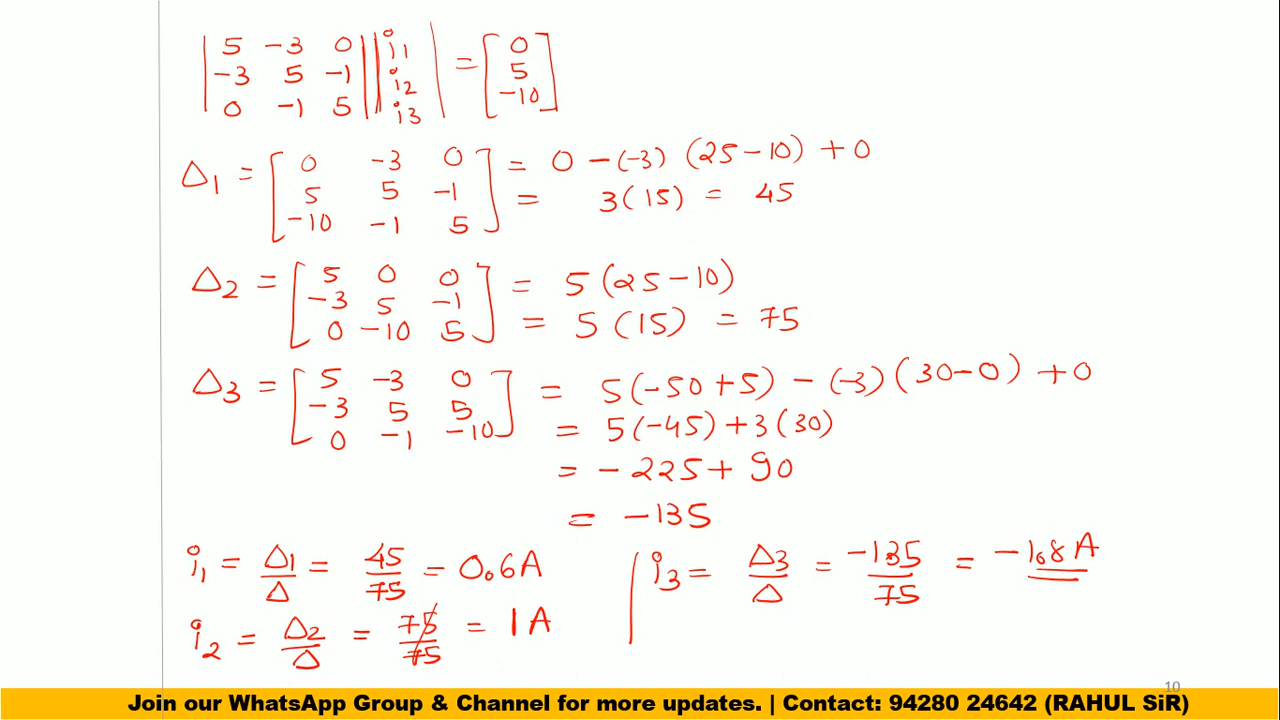 | 5 -3 0 | | i1 | = [ 0 ]
| -3 5 -1 | | i2 | [ 5 ]
| 0 -1 5 | | i3 | [ -10 ]
Δ1 = [ 0 -3 0 ] = 0 - (-3) (25 - 10) + 0
[ 5 5 -1 ] = 3(15) = 45
[ -10 -1 5 ]
Δ2 = [ 5 0 0 ] = 5 (25 - 10)
[ -3 5 -1 ]
[ 0 -10 5 ] = 5 (15) = 75
Δ3 = [ 5 -3 0 ] = 5(-50+5) - (-3)(30-0) + 0
[ -3 5 5 ]
[ 0 -1 -10 ] = 5(-45) + 3(30)
= -225 + 90
= -135
i1 = Δ1/Δ = 45/75 = 0.6A
i2 = Δ2/Δ = 75/75 = 1A
i3 = Δ3/Δ = -135/75 = -1.8A
10
Join our WhatsApp Group & Channel for more updates. | Contact: 94280 24642 (RAHUL SiR)